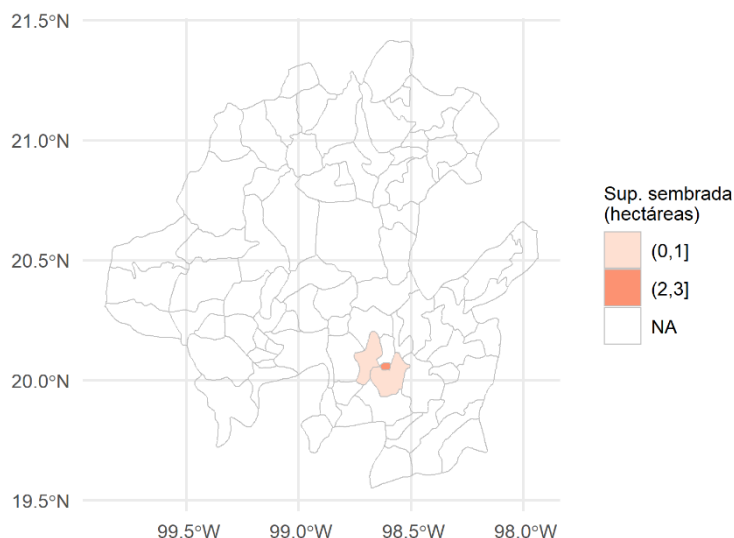 21.5°N
21.0°N
20.5°N
20.0°N
19.5°N
99.5°W 99.0°W 98.5°W 98.0°W
Sup. sembrada
(hectáreas)
(0,1]
(2,3]
NA